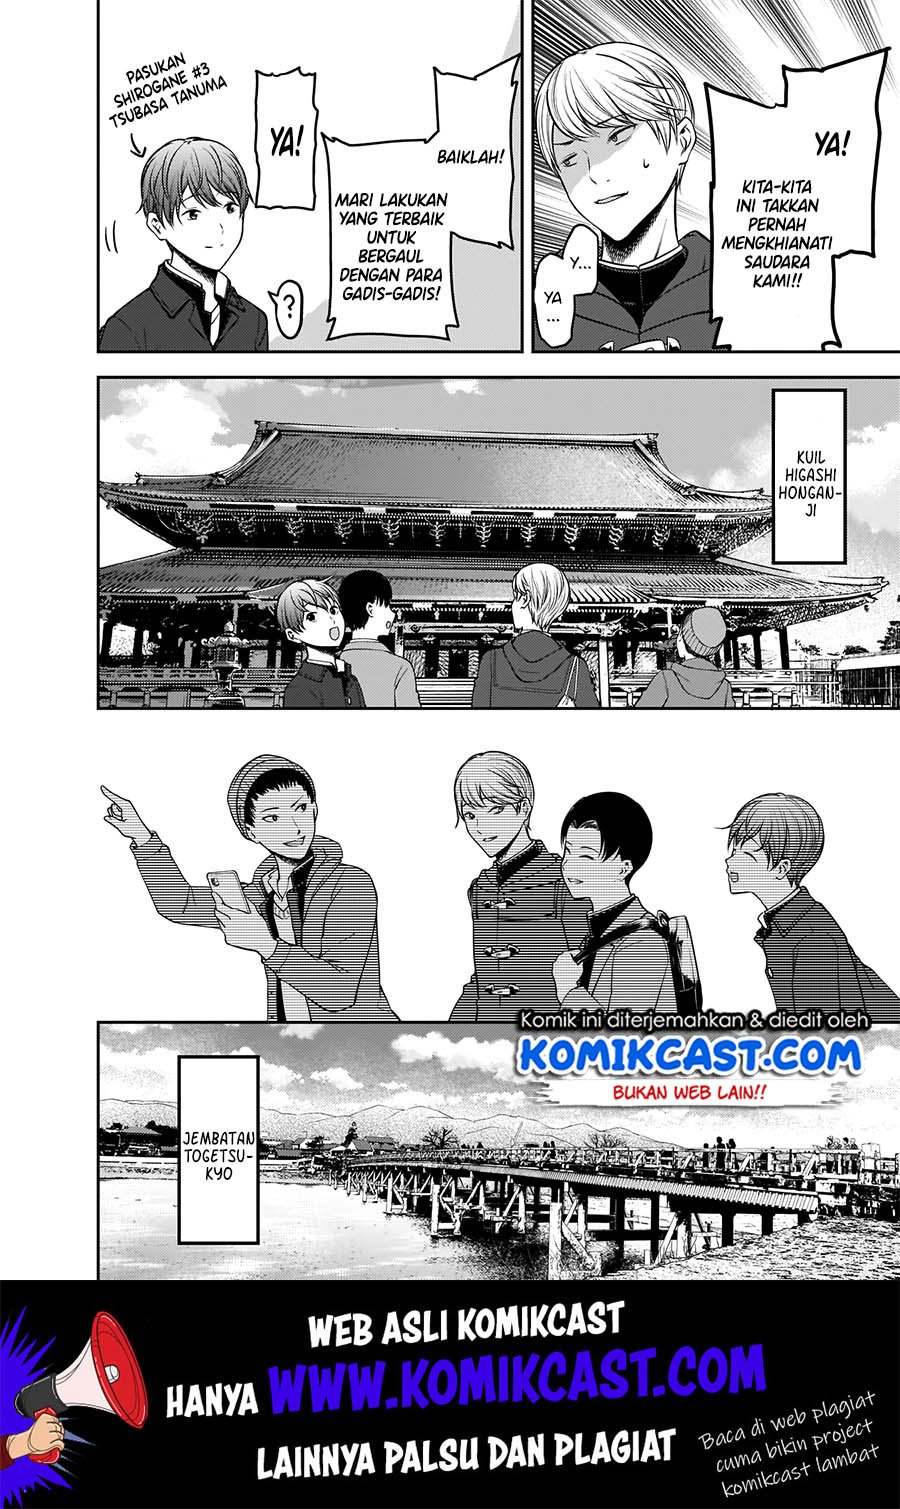 YA!
KITA-KITA
INI TAKKAN
PERNAH
MENGKHIANATI
SAUDARA
KAMI!!
Y...
YA
...
BAIKLAH!
MARI LAKUKAN
YANG TERBAIK
UNTUK
BERGAUL
DENGAN PARA
GADIS-GADIS!
YA!
PASUKAN
SHIROGANE #3
TSUBASA TANUMA
?
KUIL
HIGASHI
HONGAN-
JI
Komik ini diterjemahkan & diedit oleh
KOMIKCAST.COM
BUKAN WEB LAIN!!
JEMBATAN
TOGETSU-
KYO
WEB ASLI KOMIKCAST
HANYA WWW.KOMIKCAST.COM
LAINNYA PALSU DAN PLAGIAT
Baca di web plagiat
cuma bikin project
komikcast lambat